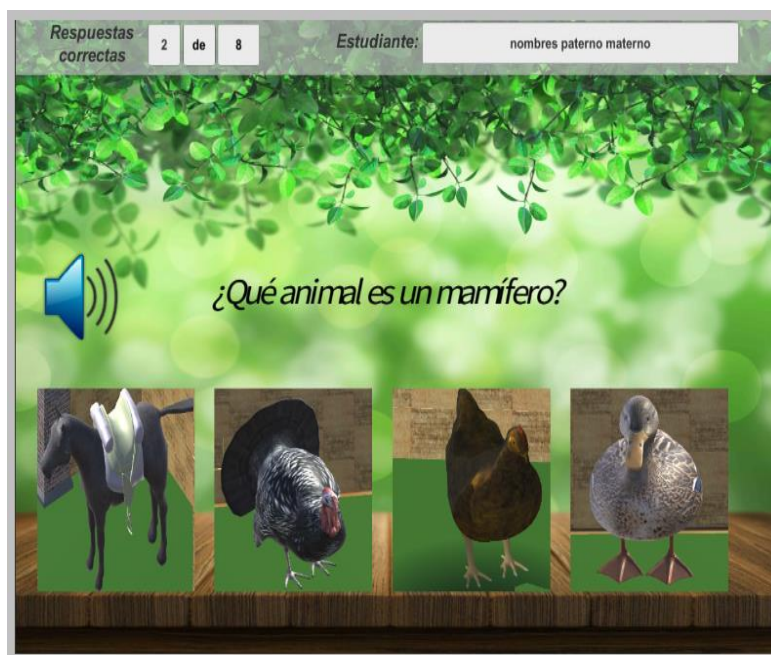 Respuestas
correctas
2 de 8
Estudiante:
nombres paterno materno
¿Qué animal es un mamífero?